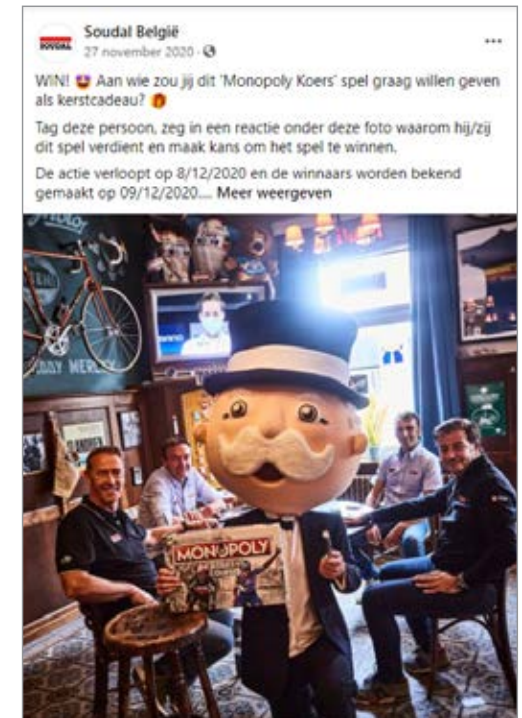 Soudal België
SOUDAL
27 november 2020
WIN! 🤩 Aan wie zou jij dit 'Monopoly Koers' spel graag willen geven
als kerstcadeau? 🎁
Tag deze persoon, zeg in een reactie onder deze foto waarom hij/zij
dit spel verdient en maak kans om het spel te winnen.
De actie verloopt op 8/12/2020 en de winnaars worden bekend
gemaakt op 09/12/2020.... Meer weergeven
MONOPOLY